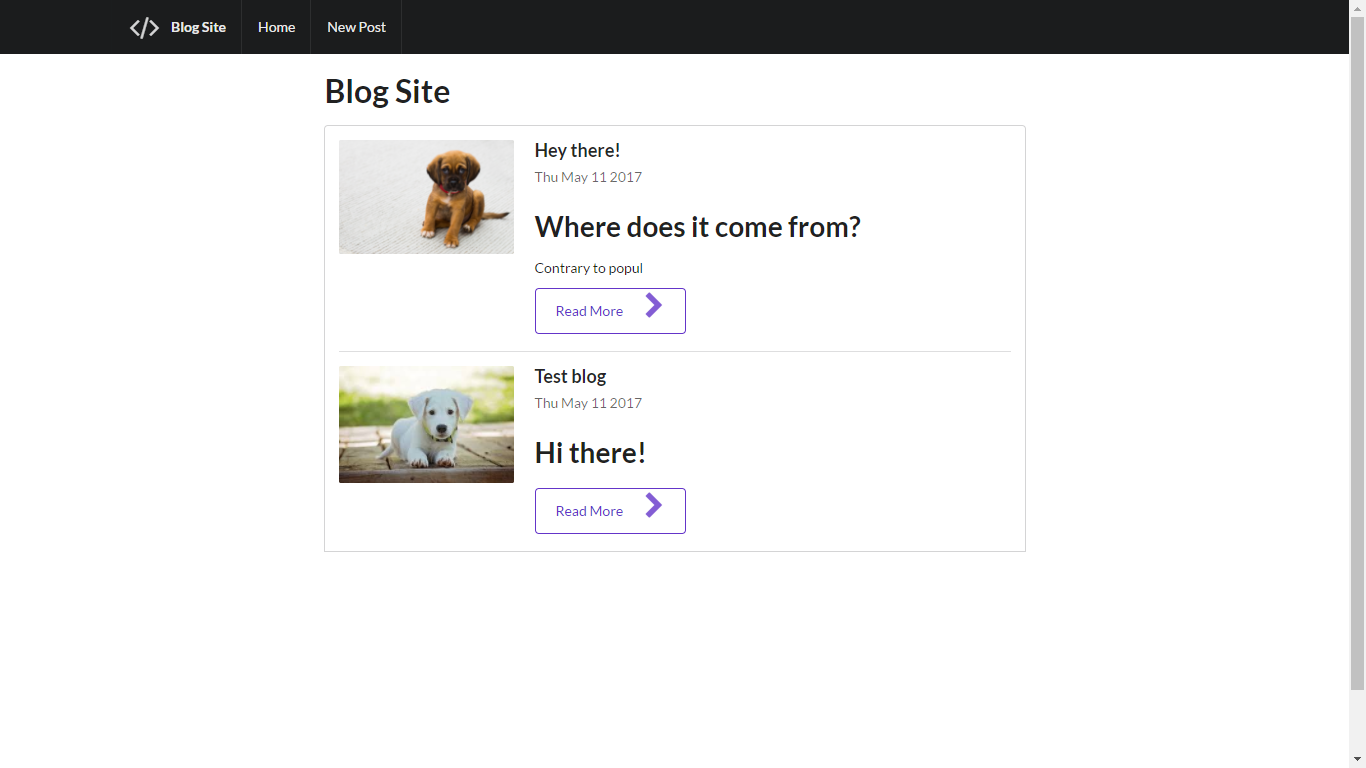 Blog Site Home New Post
Blog Site
Hey there!
Thu May 11 2017
Where does it come from?
Contrary to popul
Read More
Test blog
Thu May 11 2017
Hi there!
Read More